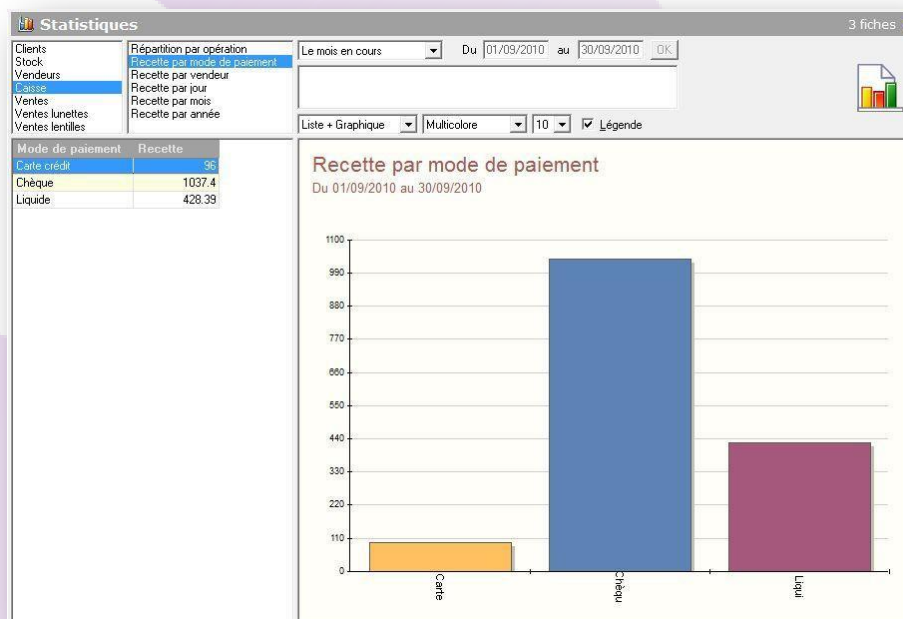 Statistiques
3 fiches
Clients
Stock
Vendeurs
Caisse
Ventes
Ventes lunettes
Ventes lentilles
Répartition par opération
Recette par mode de paiement
Recette par vendeur
Recette par jour
Recette par mois
Recette par année
Le mois en cours Du 01/09/2010 au 30/09/2010 OK
Liste + Graphique Multicolore 10 Légende
Mode de paiement Recette
Carte crédit 96
Chèque 1037.4
Liquide 428.39
Recette par mode de paiement
Du 01/09/2010 au 30/09/2010
1100
990
880
770
660
550
440
330
220
110
0
Carte
Chèqu
Liqui